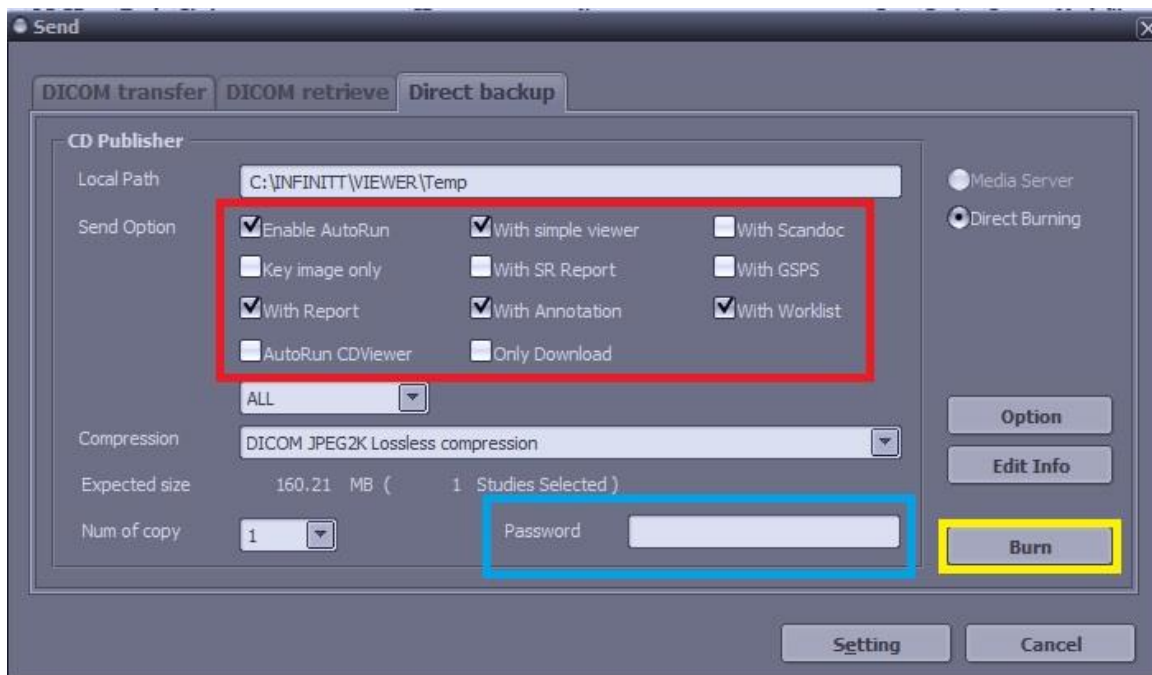 Send
DICOM transfer DICOM retrieve Direct backup
CD Publisher
Local Path C:\INFINITT\VIEWER\Temp
Media Server
Send Option Enable AutoRun With simple viewer With Scandoc
Direct Burning
Key image only With SR Report With GSPS
With Report With Annotation With Worklist
AutoRun CDViewer Only Download
ALL
Option
Compression DICOM JPEG2K Lossless compression
Edit Info
Expected size 160.21 MB ( 1 Studies Selected )
Num of copy 1 Password
Burn
Setting Cancel